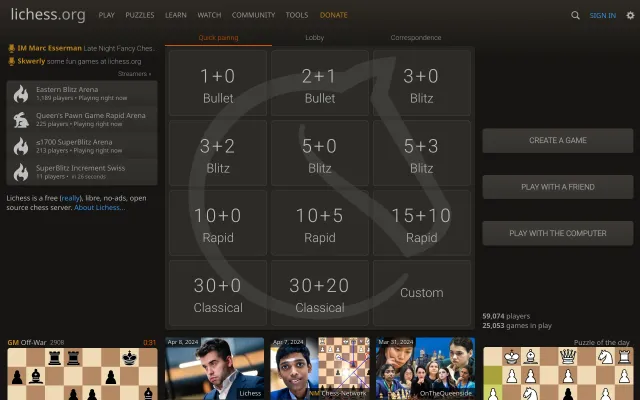 lichess.org PLAY PUZZLES LEARN WATCH COMMUNITY TOOLS DONATE SIGN IN
Quick pairing Lobby Correspondence
IM Marc Esserman Late Night Fancy Ches
Skwerly some fun games at lichess.org
Streamers »
Eastern Blitz Arena
1,189 players • Playing right now
Queen's Pawn Game Rapid Arena
225 players • Playing right now
≤1700 SuperBlitz Arena
213 players • Playing right now
SuperBlitz Increment Swiss
11 players • in 26 seconds
Lichess is a free (really), libre, no-ads, open
source chess server. About Lichess...
1+0 2+1 3+0
Bullet Bullet Blitz
3+2 5+0 5+3
Blitz Blitz Blitz
10+0 10+5 15+10
Rapid Rapid Rapid
30+0 30+20 Custom
Classical Classical
CREATE A GAME
PLAY WITH A FRIEND
PLAY WITH THE COMPUTER
59,074 players
25,053 games in play
GM Off-War 2908 0:31
Apr 8, 2024
Lichess
Apr 7, 2024
NM Chess-Network
Mar 31, 2024
OnTheQueenside
Puzzle of the day